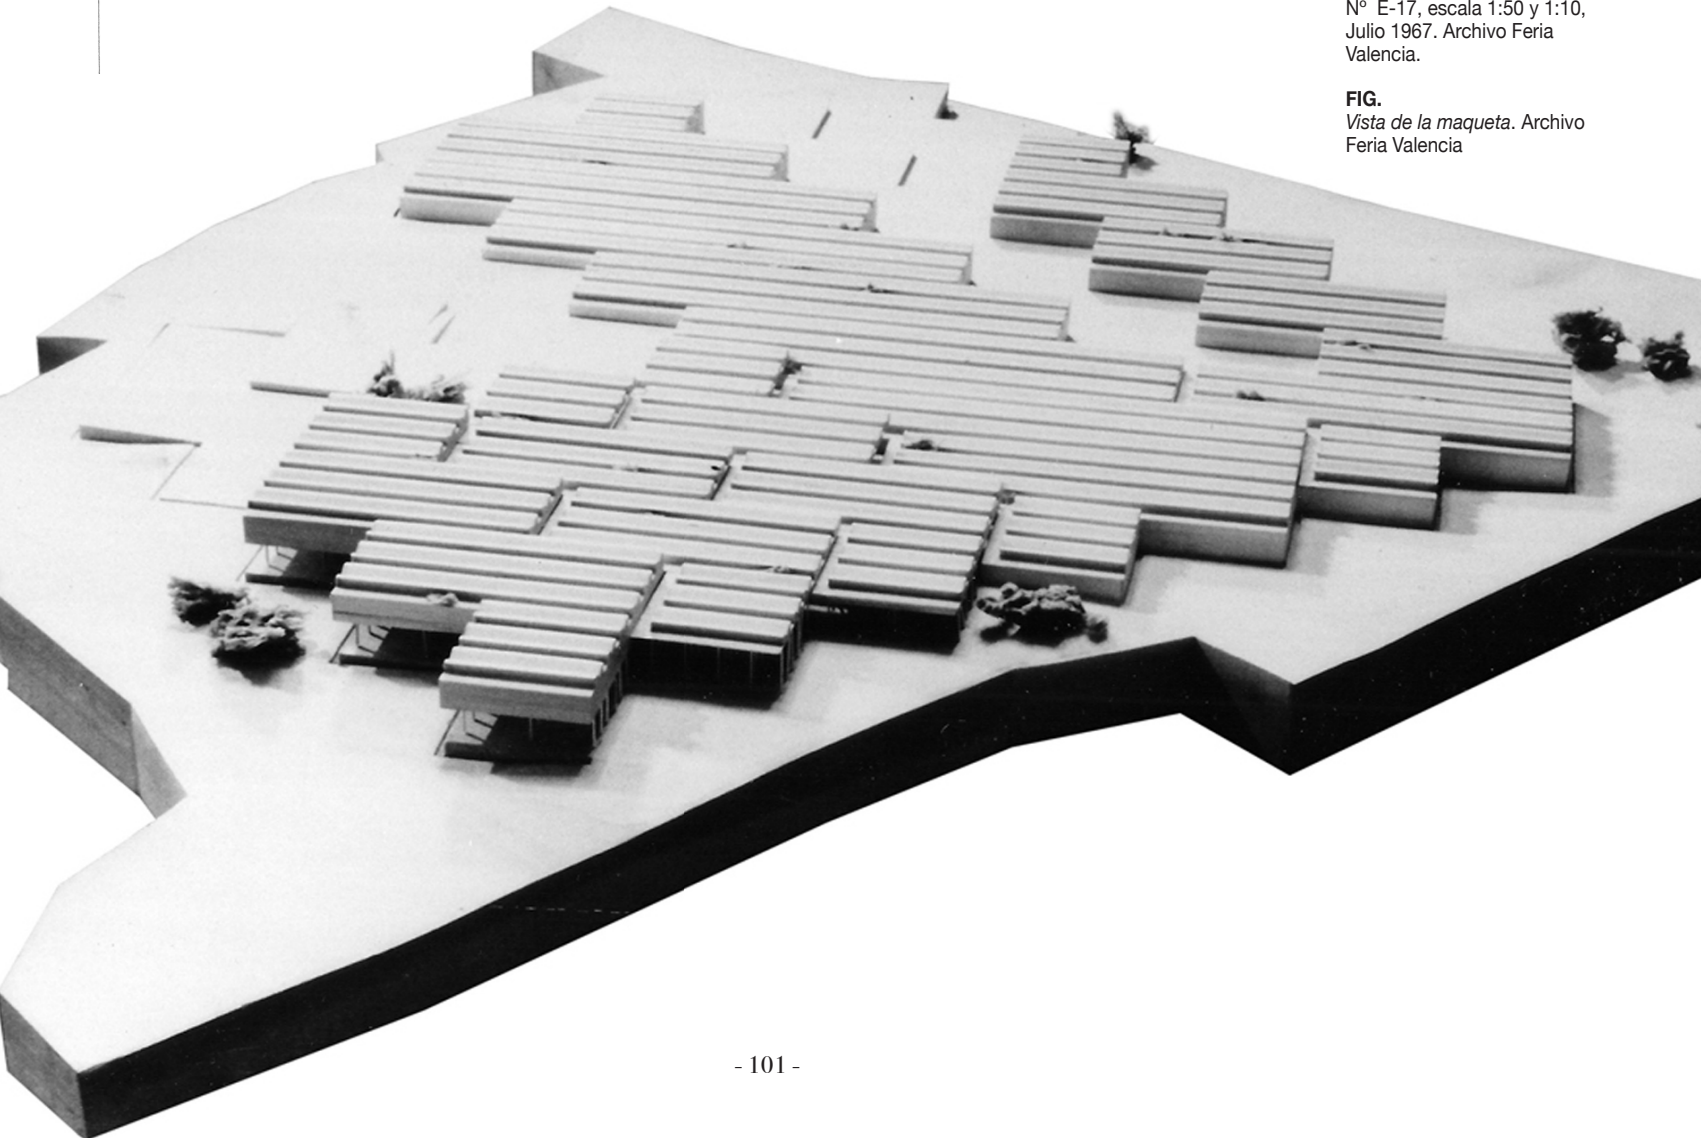 Nº E-17, escala 1:50 y 1:10,
Julio 1967. Archivo Feria
Valencia.
FIG.
Vista de la maqueta. Archivo
Feria Valencia
- 101 -